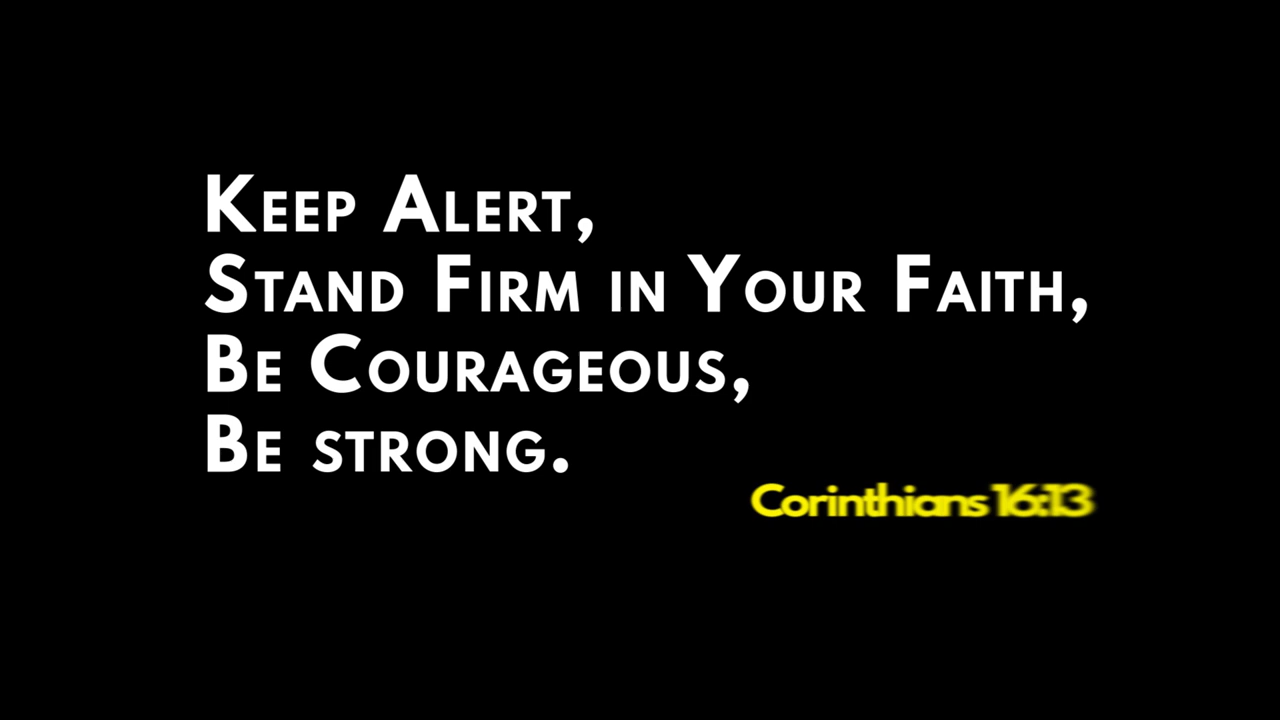 Keep Alert,
Stand Firm in Your Faith,
Be Courageous,
Be strong.
Corinthians 16:13